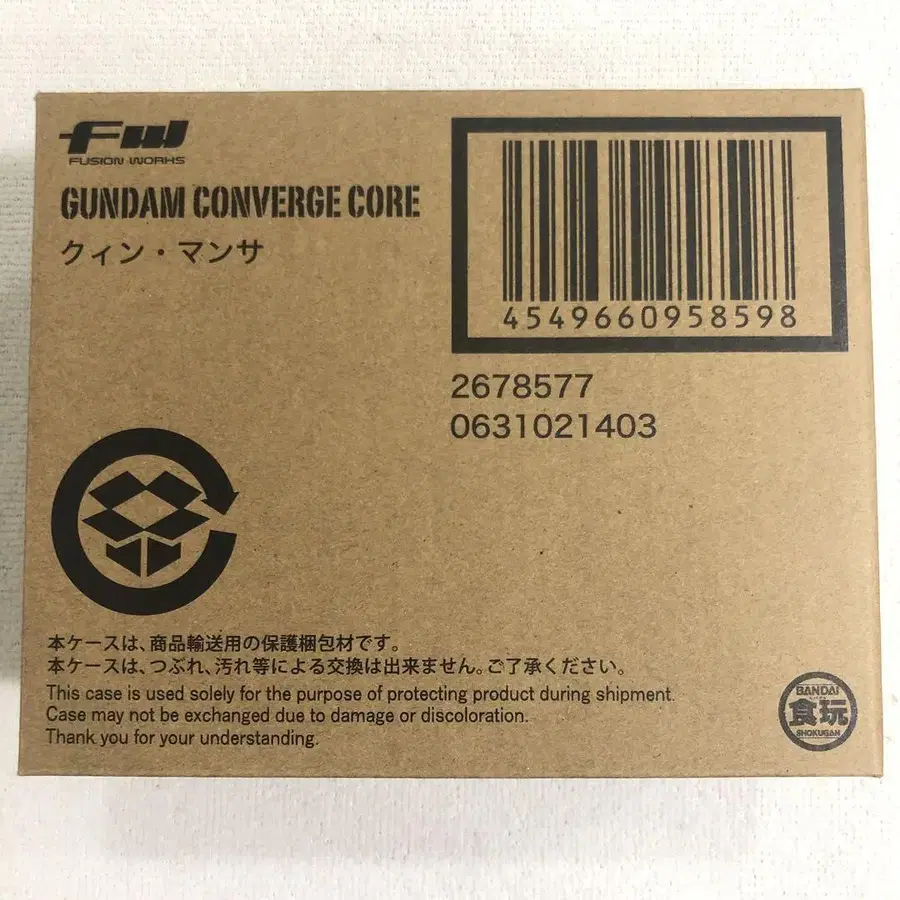 FW
FUSION WORKS
GUNDAM CONVERGE CORE
クィン・マンサ
4549660958598
2678577
0631021403
本ケースは、商品輸送用の保護梱包材です。
本ケースは、つぶれ、汚れ等による交換は出来ません。ご了承ください。
This case is used solely for the purpose of protecting product during shipment.
Case may not be exchanged due to damage or discoloration.
Thank you for your understanding.
BANDAI
食玩
SHOKUGAN